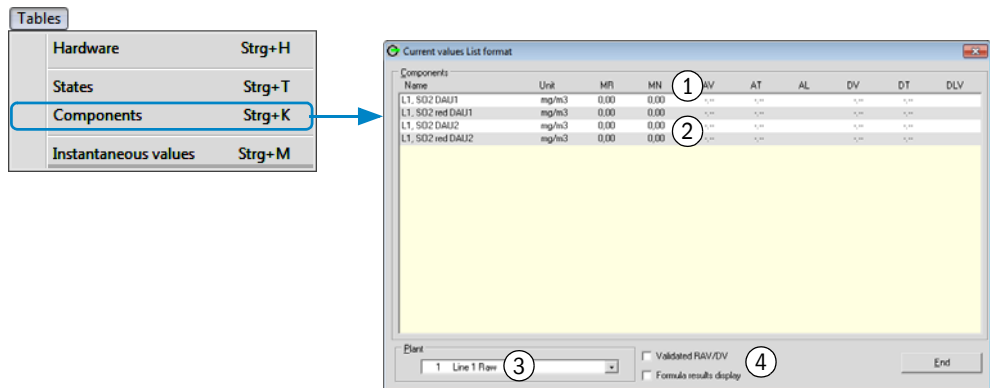 Tables
Hardware Strg+H
States Strg+T
Components Strg+K
Instantaneous values Strg+M
Current values List format
Components
Name Unit MR MN 1 AV AT AL DV DT DLV
L1, SO2 DAU1 mg/m3 0,00 0,00 -,-- -,-- -,-- -,--
L1, SO2 red DAU1 mg/m3 0,00 0,00 -,-- -,-- -,-- -,--
L1, SO2 DAU2 mg/m3 0,00 0,00 2 -,-- -,-- -,-- -,--
L1, SO2 red DAU2 mg/m3 0,00 0,00 -,-- -,-- -,-- -,--
Plant
1 Line 1 Raw 3
Validated RAV/DV 4
Formula results display
End